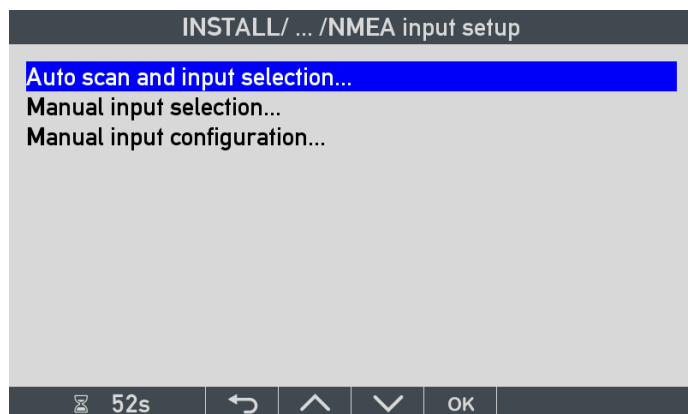 INSTALL/ ... /NMEA input setup
Auto scan and input selection...
Manual input selection...
Manual input configuration...
52s OK